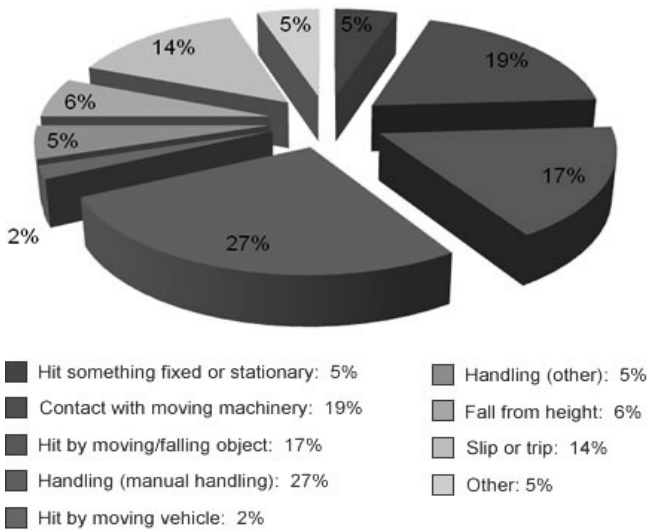 5%
5%
14%
19%
6%
5%
17%
2%
27%
Hit something fixed or stationary: 5%
Contact with moving machinery: 19%
Hit by moving/falling object: 17%
Handling (manual handling): 27%
Hit by moving vehicle: 2%
Handling (other): 5%
Fall from height: 6%
Slip or trip: 14%
Other: 5%